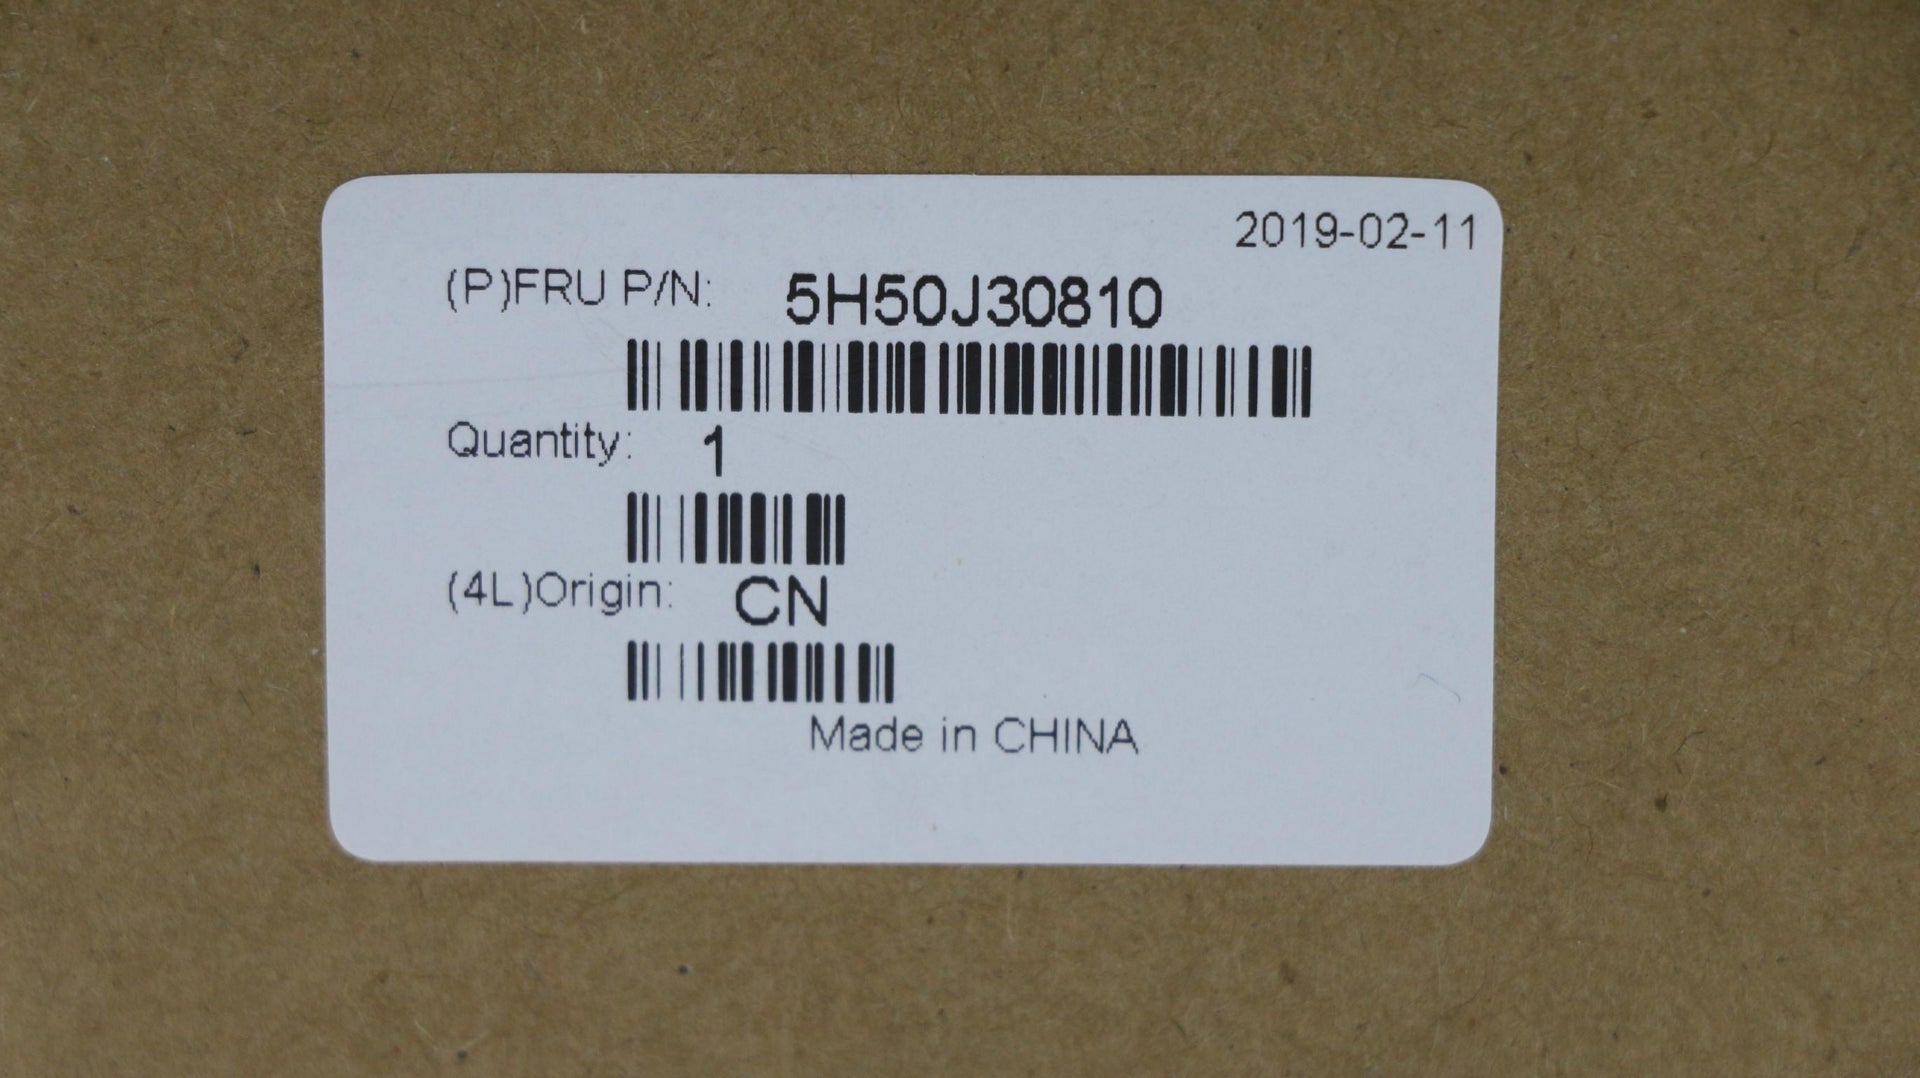 2019-02-11
(P)FRU P/N: 5H50J30810
Quantity: 1
(4L)Origin: CN
Made in CHINA